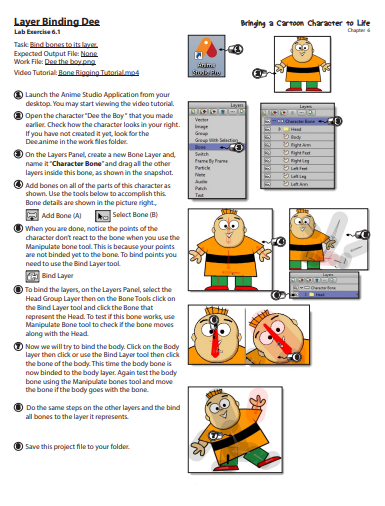 Layer Binding Dee
Bringing a Cartoon Character to Life
Lab Exercise 6.1
Chapter 6
Task: Bind bones to its layer.
Expected Output File: None
Work File: Dee the boy.png
Video Tutorial: Bone Rigging Tutorial.mp4
1 Launch the Anime Studio Application from your
desktop. You may start viewing the video tutorial.
2 Open the character "Dee the Boy" that you made
earlier. Check how the character looks in your right.
If you have not created it yet, look for the
Dee.anime in the work files folder.
3 On the Layers Panel, create a new Bone Layer and,
name it "Character Bone" and drag all the other
layers inside this bone, as shown in the snapshot.
4 Add bones on all of the parts of this character as
shown. Use the tools below to accomplish this.
Bone details are shown in the picture right.,
Add Bone (A)
Select Bone (B)
5 When you are done, notice the points of the
character don't react to the bone when you use the
Manipulate bone tool. This is because your points
are not binded yet to the bone. To bind points you
need to use the Bind Layer tool.
Bind Layer
6 To bind the layers, on the Layers Panel, select the
Head Group Layer then on the Bone Tools click on
the Bind Layer tool and click the Bone that
represent the Head. To test if this bone works, use
Manipulate Bone tool to check if the bone moves
along with the Head.
7 Now we will try to bind the body. Click on the Body
layer then click or use the Bind Layer tool then click
the bone of the body. This time the body bone is
now binded to the body layer. Again test the body
bone using the Manipulate bones tool and move
the bone if the body goes with the bone.
8 Do the same steps on the other layers and the bind
all bones to the layer it represents.
9 Save this project file to your folder.
Anime
Studio Pro
1
2
Layers
Vector
Image
Group
Group With Selection
Bone
Switch
Frame By Frame
Particle
Note
Audio
Patch
Text
3
Layers
Character Bone
Head
Body
Right Arm
Right Feet
Right Leg
Left Feet
Left Leg
Left Arm
3
4
5
Layers
Character Bone
Head
6
6
7